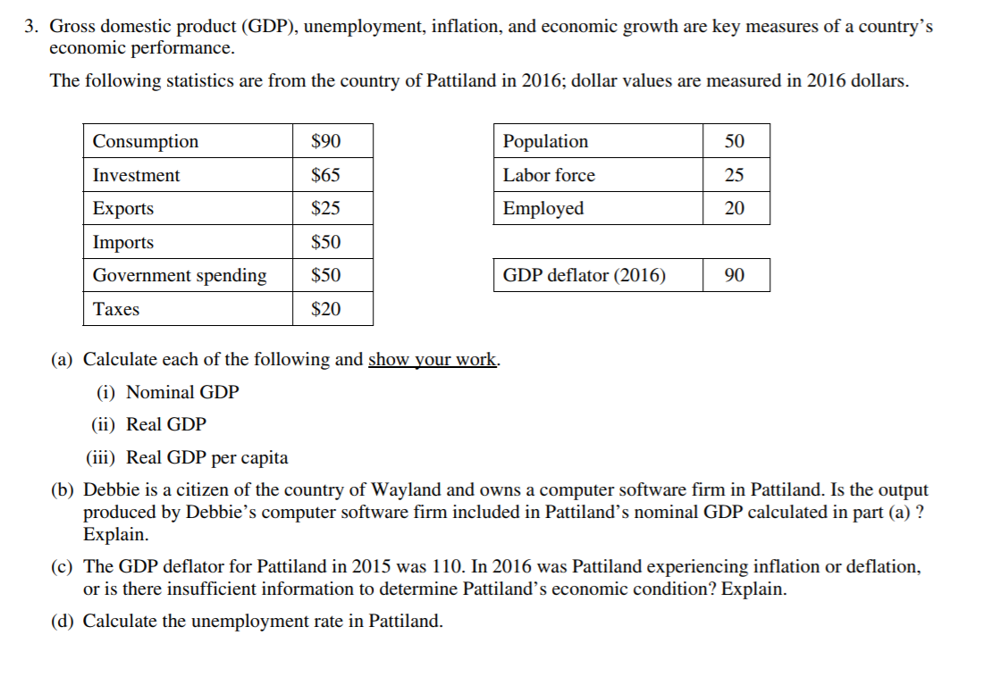 3. Gross domestic product (GDP), unemployment, inflation, and economic growth are key measures of a country's
economic performance.
The following statistics are from the country of Pattiland in 2016; dollar values are measured in 2016 dollars.
Consumption $90
Investment $65
Exports $25
Imports $50
Government spending $50
Taxes $20
Population 50
Labor force 25
Employed 20
GDP deflator (2016) 90
(a) Calculate each of the following and show your work.
(i) Nominal GDP
(ii) Real GDP
(iii) Real GDP per capita
(b) Debbie is a citizen of the country of Wayland and owns a computer software firm in Pattiland. Is the output
produced by Debbie's computer software firm included in Pattiland's nominal GDP calculated in part (a) ?
Explain.
(c) The GDP deflator for Pattiland in 2015 was 110. In 2016 was Pattiland experiencing inflation or deflation,
or is there insufficient information to determine Pattiland's economic condition? Explain.
(d) Calculate the unemployment rate in Pattiland.